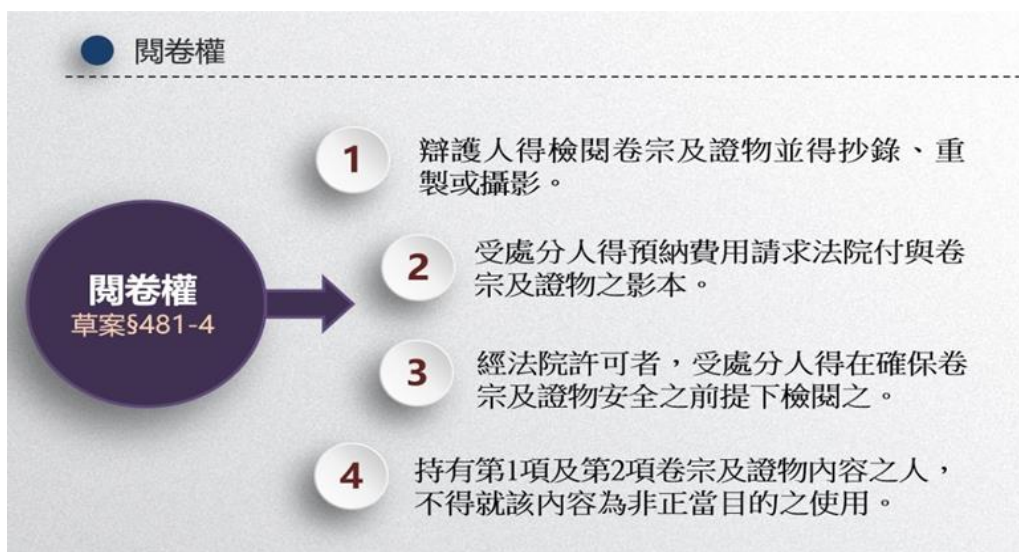 閱卷權
閱卷權
草案§481-4
1
辯護人得檢閱卷宗及證物並得抄錄、重
製或攝影。
2
受處分人得預納費用請求法院付與卷
宗及證物之影本。
3
經法院許可者，受處分人得在確保卷
宗及證物安全之前提下檢閱之。
4
持有第1項及第2項卷宗及證物內容之人，
不得就該內容為非正當目的之使用。